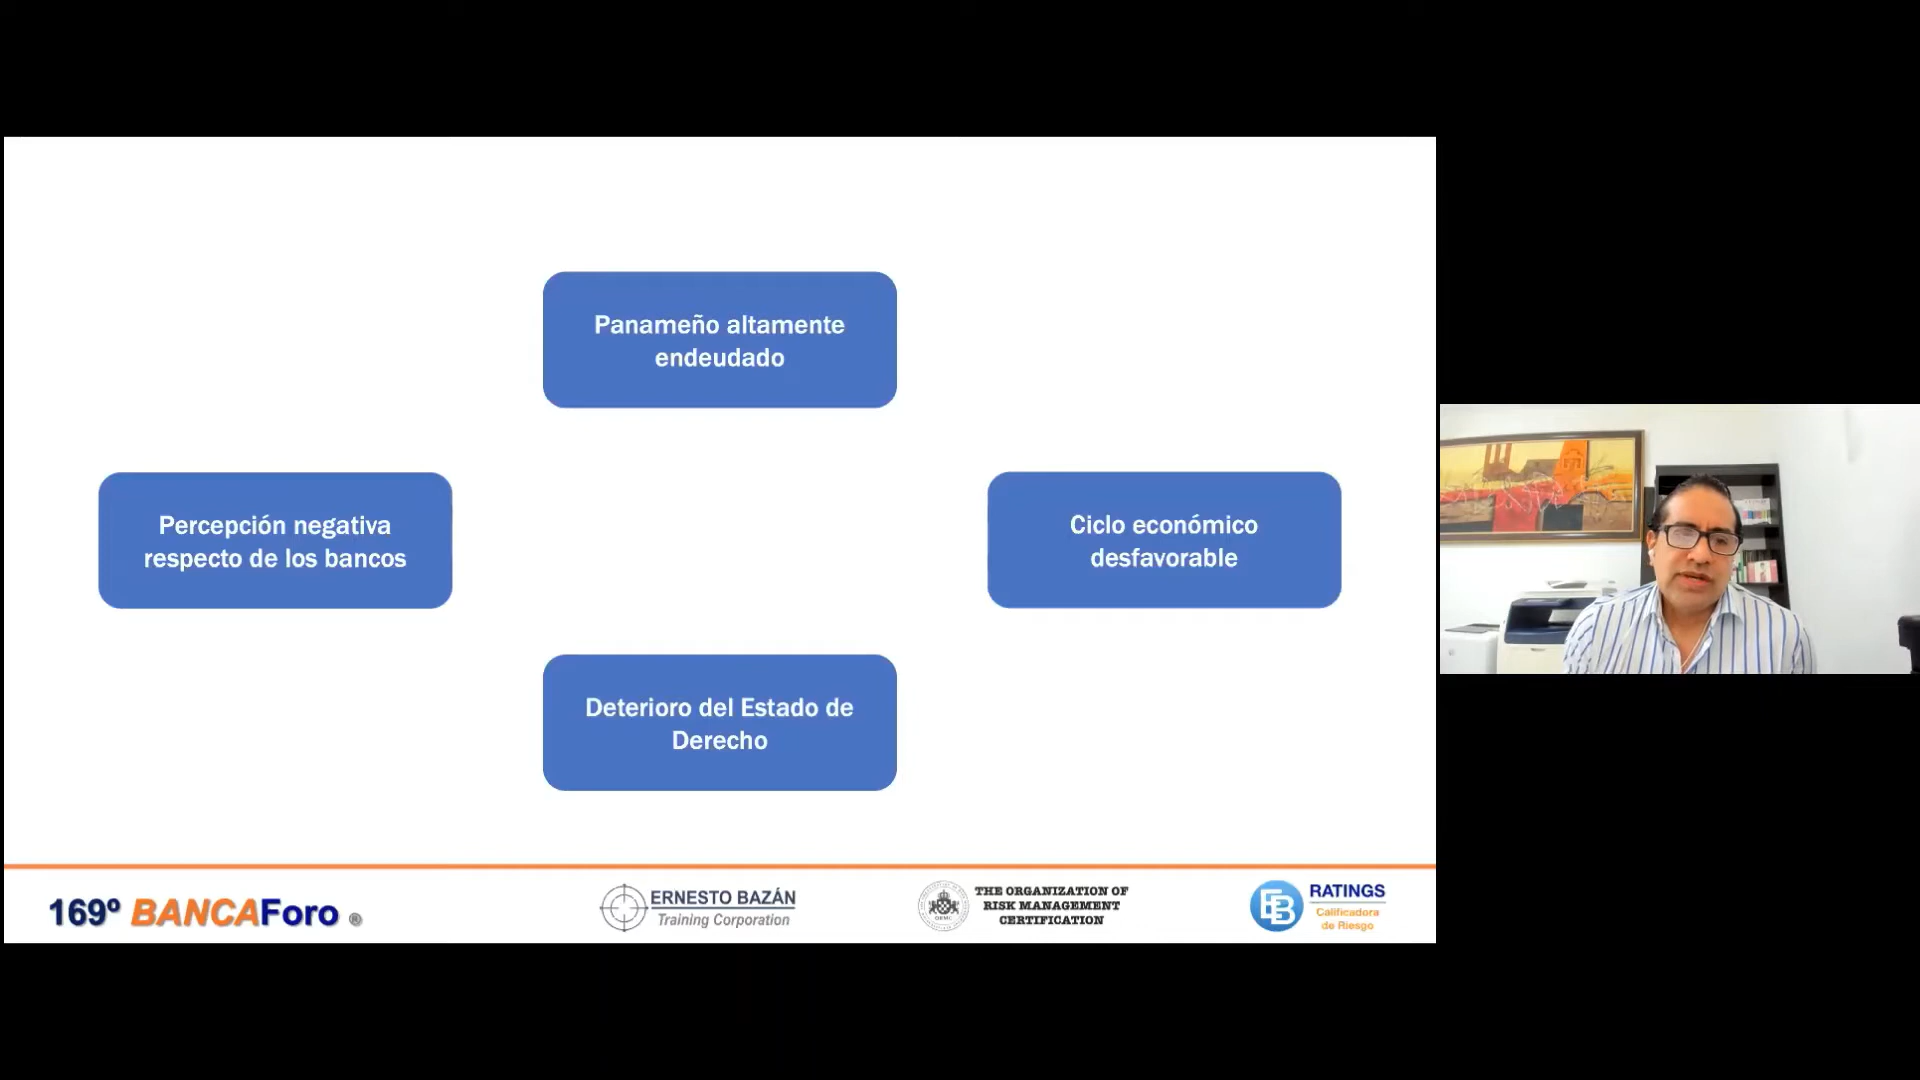 Panameño altamente
endeudado
Percepción negativa
respecto de los bancos
Ciclo económico
desfavorable
Deterioro del Estado de
Derecho
169º BANCAForo ®
ERNESTO BAZÁN
Training Corporation
THE ORGANIZATION OF
RISK MANAGEMENT
CERTIFICATION
EB
RATINGS
Calificadora
de Riesgo